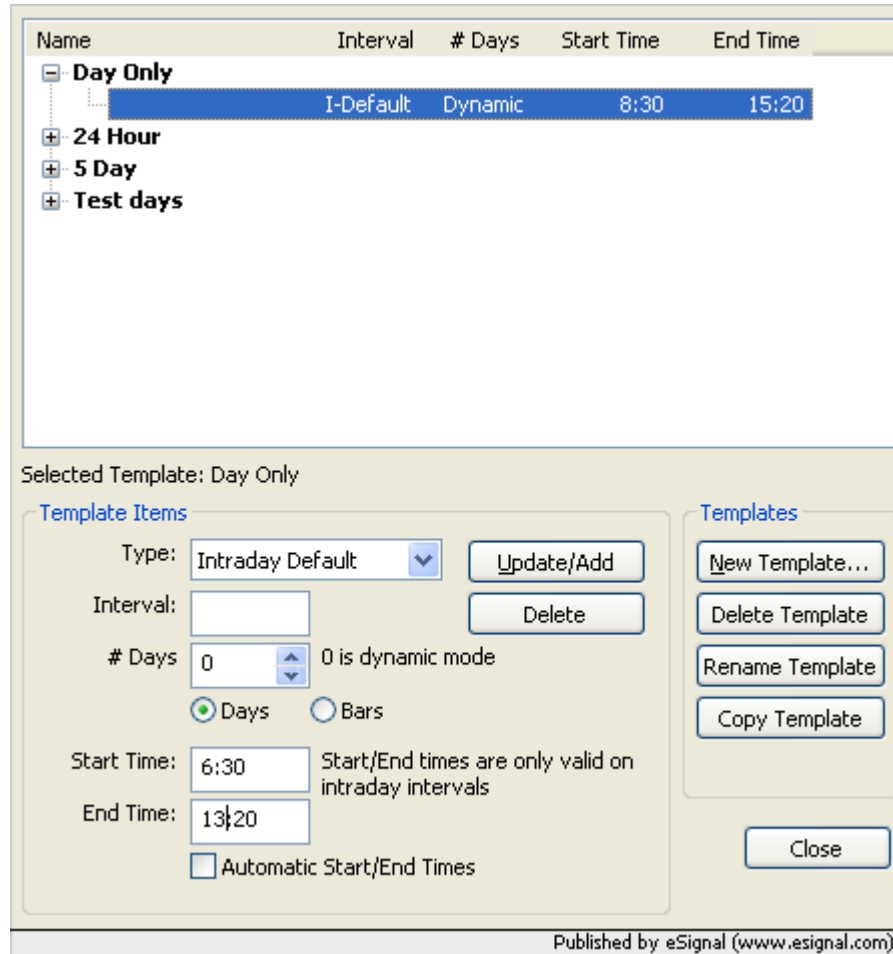 Name Interval # Days Start Time End Time
Day Only
I-Default Dynamic 8:30 15:20
24 Hour
5 Day
Test days
Selected Template: Day Only
Template Items
Type: Intraday Default Update/Add
Interval: Delete
# Days 0 0 is dynamic mode
Days Bars
Start Time: 6:30 Start/End times are only valid on
intraday intervals
End Time: 13:20
Automatic Start/End Times
Templates
New Template...
Delete Template
Rename Template
Copy Template
Close
Published by eSignal (www.esignal.com)